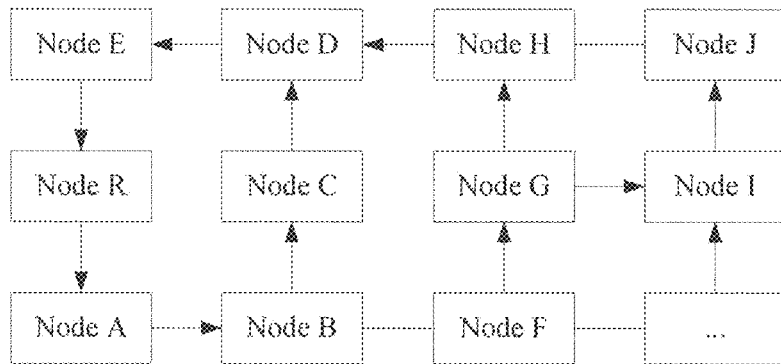 Node E
Node D
Node H
Node J
Node R
Node C
Node G
Node I
Node A
Node B
Node F
...